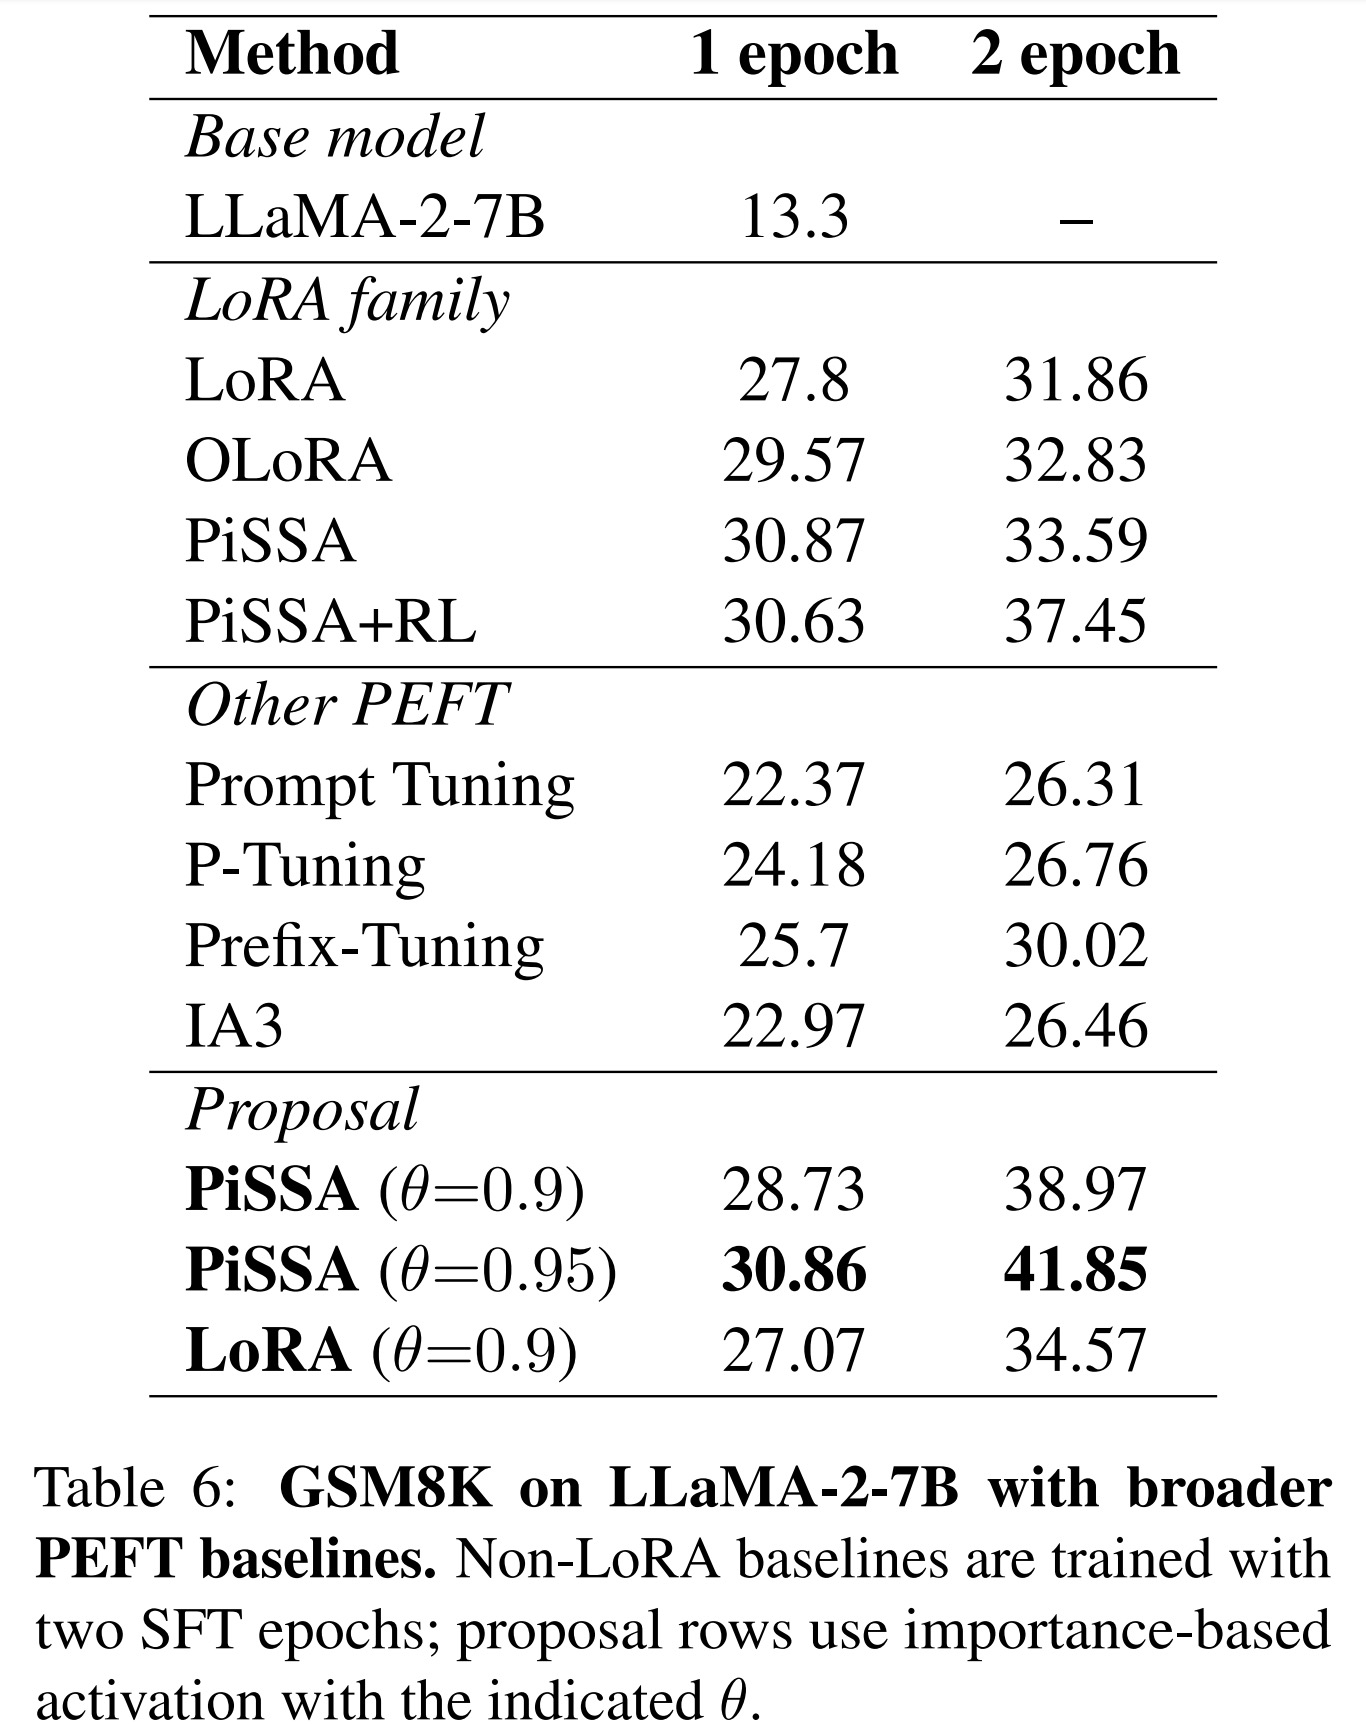 Method 1 epoch 2 epoch
Base model
LLaMA-2-7B 13.3 –
LoRA family
LoRA 27.8 31.86
OLoRA 29.57 32.83
PiSSA 30.87 33.59
PiSSA+RL 30.63 37.45
Other PEFT
Prompt Tuning 22.37 26.31
P-Tuning 24.18 26.76
Prefix-Tuning 25.7 30.02
IA3 22.97 26.46
Proposal
PiSSA (θ=0.9) 28.73 38.97
PiSSA (θ=0.95) 30.86 41.85
LoRA (θ=0.9) 27.07 34.57
Table 6: GSM8K on LLaMA-2-7B with broader
PEFT baselines. Non-LoRA baselines are trained with
two SFT epochs; proposal rows use importance-based
activation with the indicated θ.